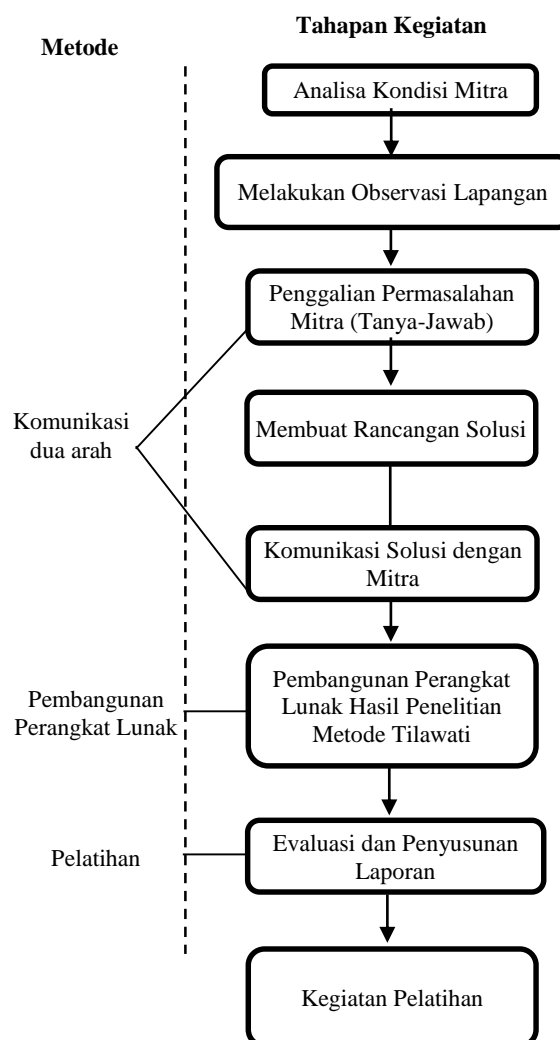 Metode
Tahapan Kegiatan
Analisa Kondisi Mitra
Melakukan Observasi Lapangan
Penggalian Permasalahan
Mitra (Tanya-Jawab)
Komunikasi
dua arah
Membuat Rancangan Solusi
Komunikasi Solusi dengan
Mitra
Pembangunan
Perangkat Lunak
Pembangunan Perangkat
Lunak Hasil Penelitian
Metode Tilawati
Pelatihan
Evaluasi dan Penyusunan
Laporan
Kegiatan Pelatihan